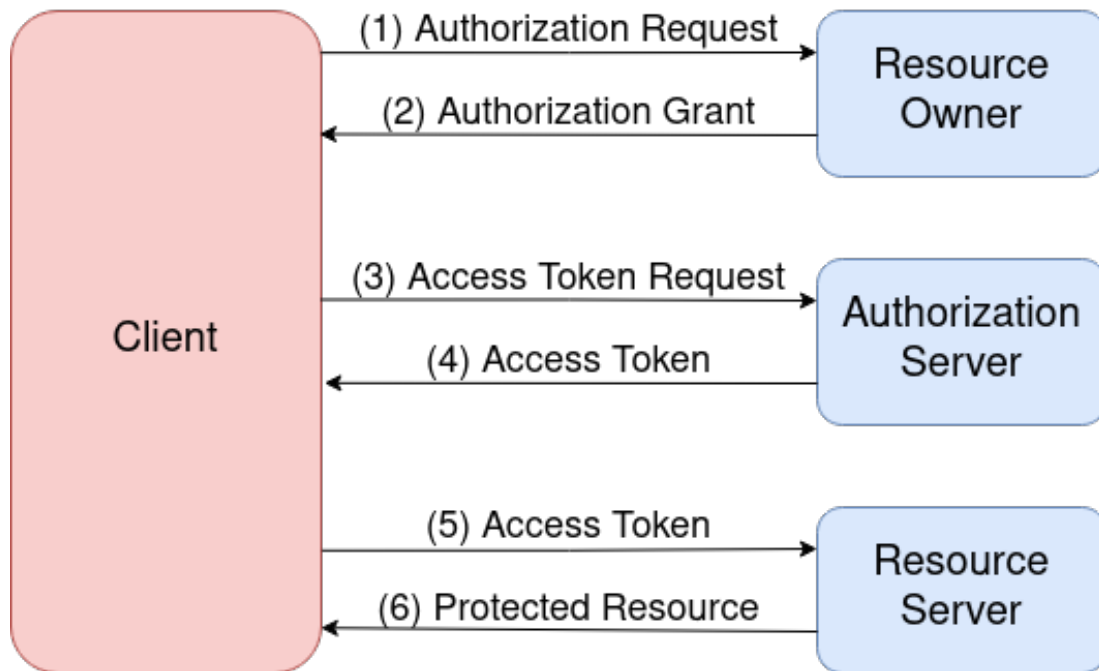 (1) Authorization Request
Resource
Owner
(2) Authorization Grant
(3) Access Token Request
Client
Authorization
Server
(4) Access Token
(5) Access Token
Resource
Server
(6) Protected Resource